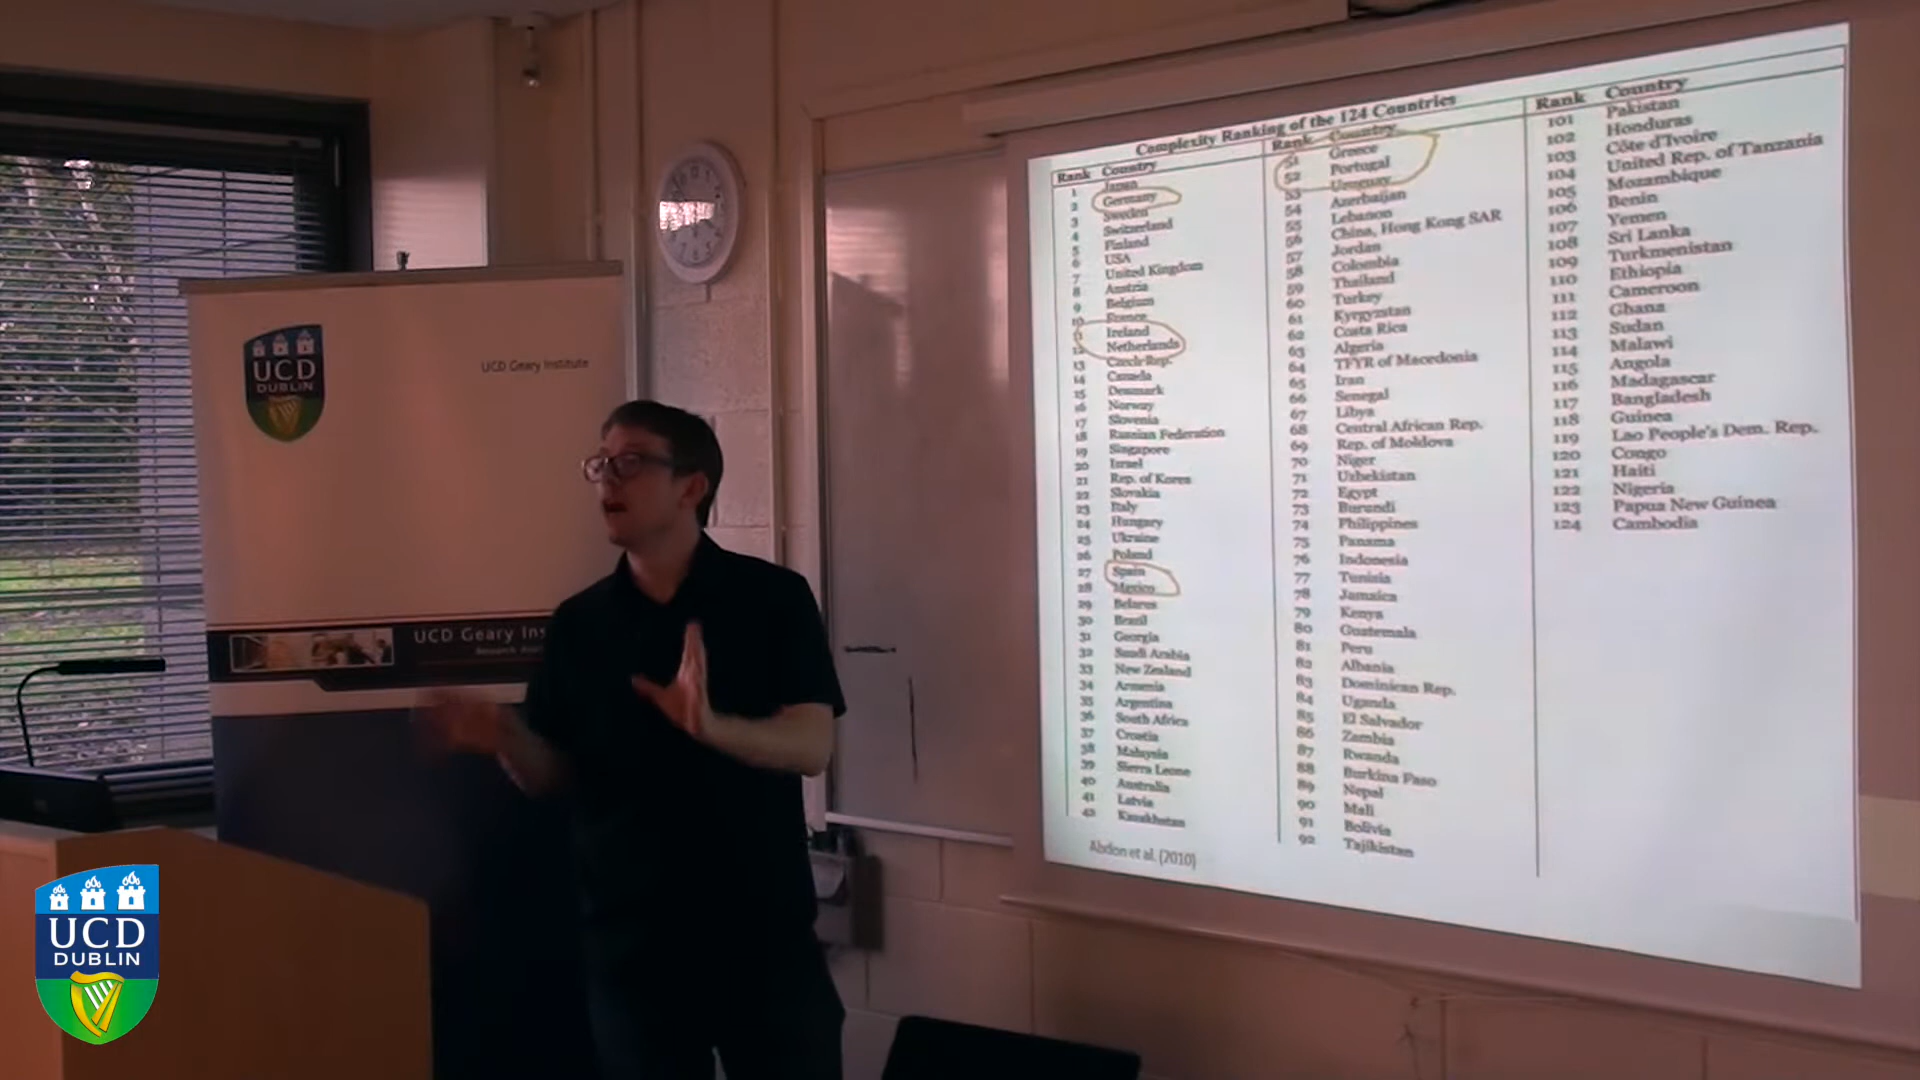 UCD
DUBLIN
UCD Geary Institute
UCD Geary Ins
UCD
DUBLIN
Complexity Ranking of the 124 Countries
Rank Country
1 Japan
2 Germany
3 Sweden
4 Switzerland
5 Finland
6 USA
7 United Kingdom
8 Austria
9 Belgium
10 France
11 Ireland
12 Netherlands
13 Czech Rep.
14 Canada
15 Denmark
16 Norway
17 Slovenia
18 Russian Federation
19 Singapore
20 Israel
21 Rep. of Korea
22 Slovakia
23 Italy
24 Hungary
25 Ukraine
26 Poland
27 Spain
28 Mexico
29 Belarus
30 Brazil
31 Georgia
32 Saudi Arabia
33 New Zealand
34 Armenia
35 Argentina
36 South Africa
37 Croatia
38 Malaysia
39 Sierra Leone
40 Australia
41 Latvia
42 Kazakhstan
Rank Country
51 Greece
52 Portugal
53 Uruguay
54 Azerbaijan
55 Lebanon
56 China, Hong Kong SAR
57 Jordan
58 Colombia
59 Thailand
60 Turkey
61 Kyrgyzstan
62 Costa Rica
63 Algeria
64 TFYR of Macedonia
65 Iran
66 Senegal
67 Libya
68 Central African Rep.
69 Rep. of Moldova
70 Niger
71 Uzbekistan
72 Egypt
73 Burundi
74 Philippines
75 Panama
76 Indonesia
77 Tunisia
78 Jamaica
79 Kenya
80 Guatemala
81 Peru
82 Albania
83 Dominican Rep.
84 Uganda
85 El Salvador
86 Zambia
87 Rwanda
88 Burkina Faso
89 Nepal
90 Mali
91 Bolivia
92 Tajikistan
Rank Country
101 Pakistan
102 Honduras
103 Côte d'Ivoire
104 United Rep. of Tanzania
105 Mozambique
106 Benin
107 Yemen
108 Sri Lanka
109 Turkmenistan
110 Ethiopia
111 Cameroon
112 Ghana
113 Sudan
114 Malawi
115 Angola
116 Madagascar
117 Bangladesh
118 Guinea
119 Lao People's Dem. Rep.
120 Congo
121 Haiti
122 Nigeria
123 Papua New Guinea
124 Cambodia
Abdon et al. (2010)